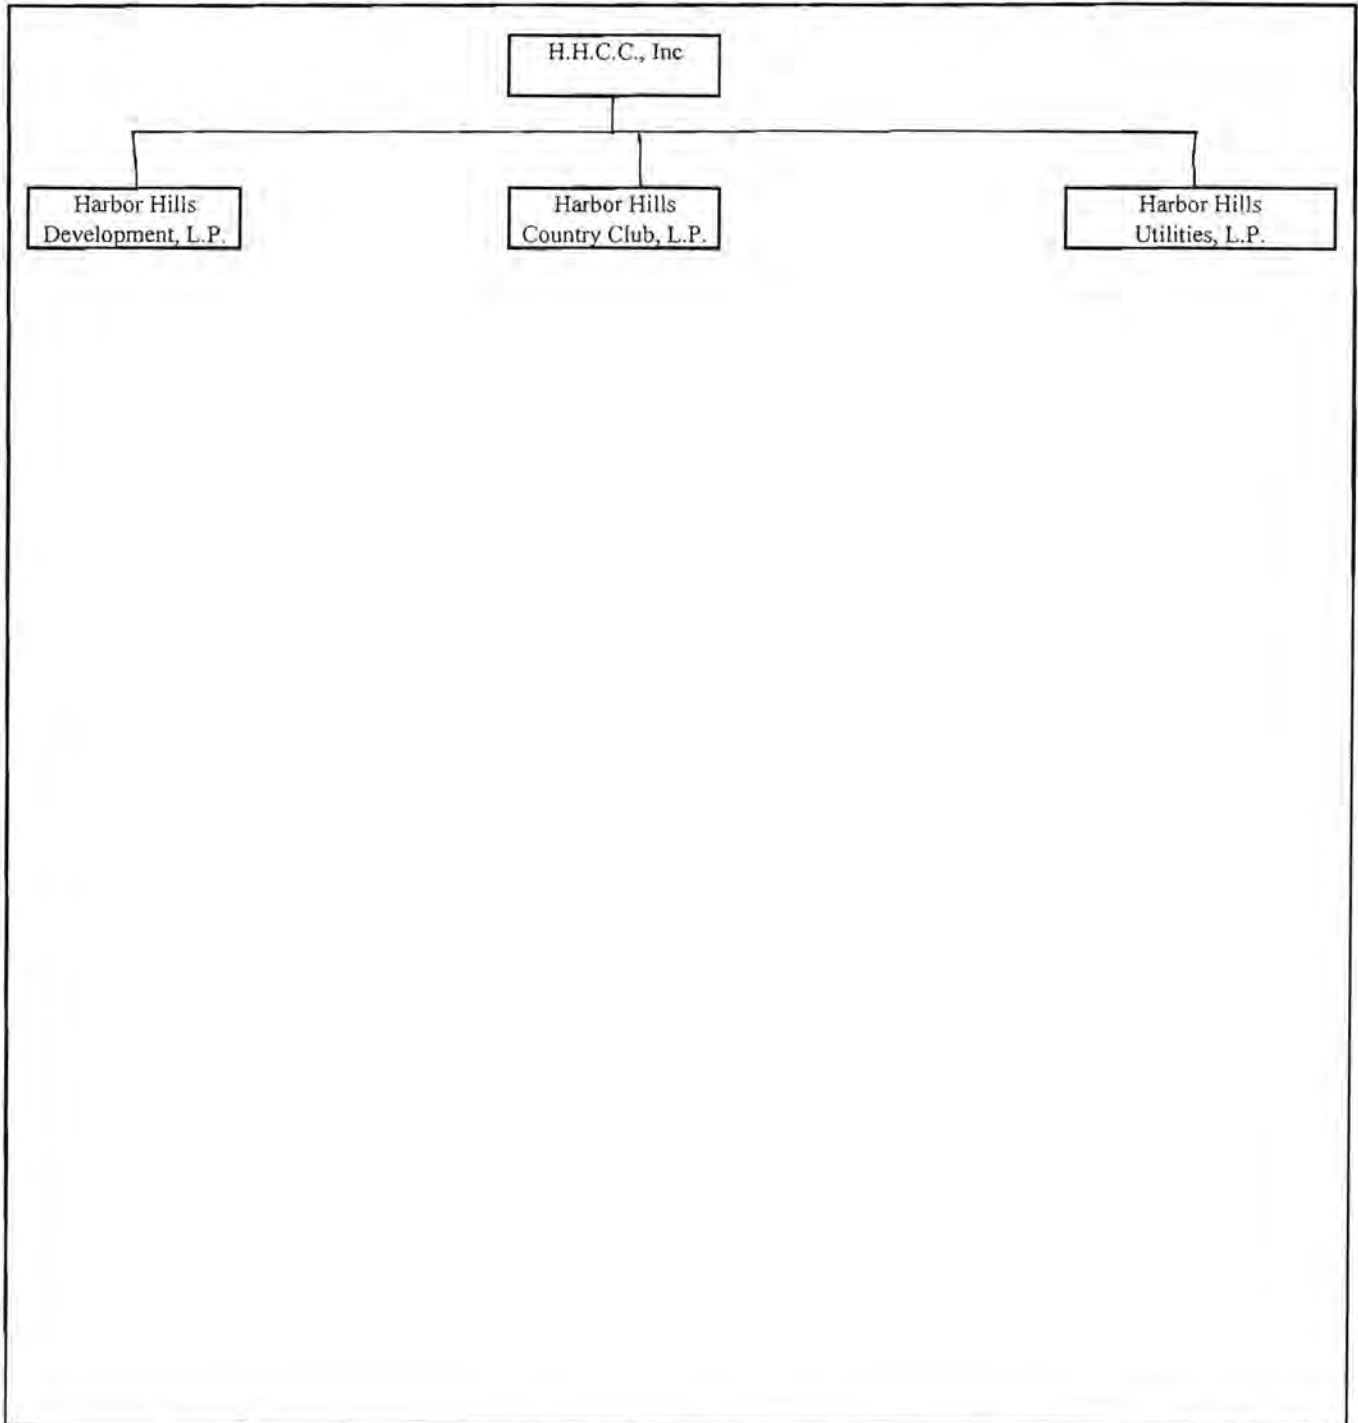 H.H.C.C., Inc
Harbor Hills
Development, L.P.
Harbor Hills
Country Club, L.P.
Harbor Hills
Utilities, L.P.